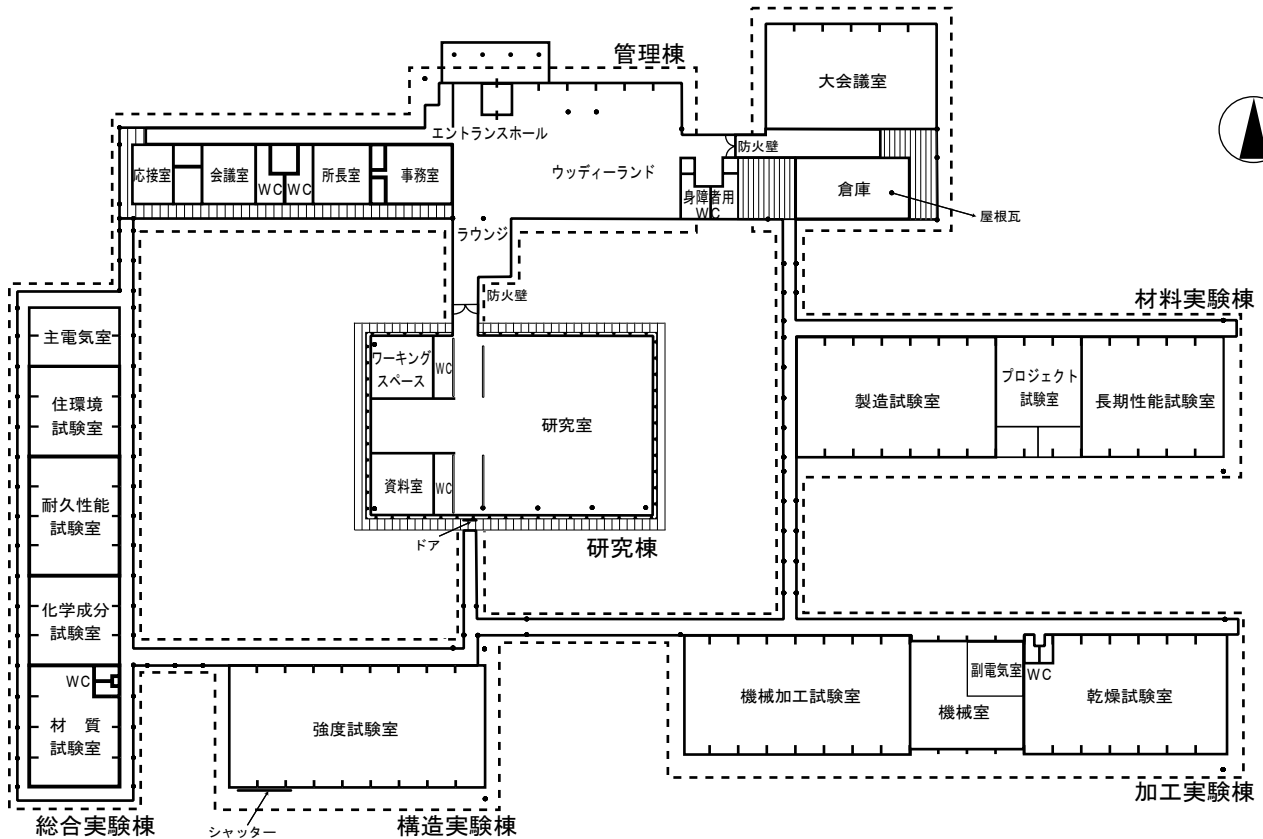 管理棟
大会議室
エントランスホール
防火壁
応接室
会議室
WC
WC
所長室
事務室
ウッディーランド
身障者用
WC
倉庫
屋根瓦
ラウンジ
防火壁
材料実験棟
主電気室
ワーキング
スペース
WC
研究室
製造試験室
プロジェクト
試験室
長期性能試験室
住環境
試験室
資料室
WC
耐久性能
試験室
ドア
研究棟
化学成分
試験室
WC
材質
試験室
強度試験室
機械加工試験室
副電気室
機械室
WC
乾燥試験室
総合実験棟
シャッター
構造実験棟
加工実験棟